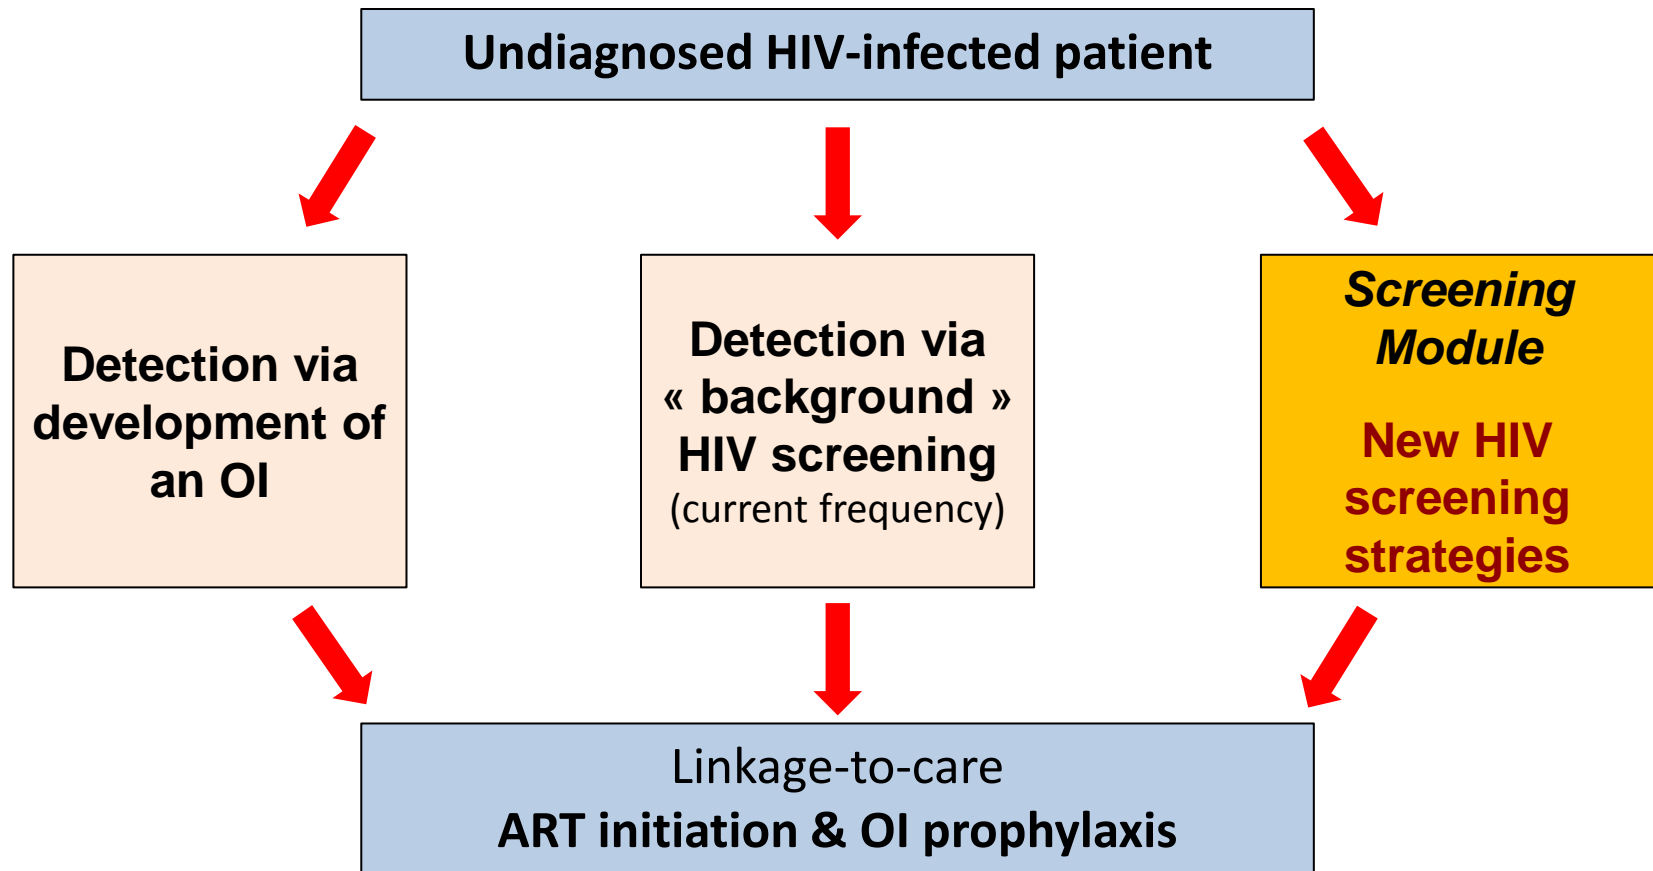 Undiagnosed HIV-infected patient
Detection via
development of
an OI
Detection via
« background »
HIV screening
(current frequency)
Screening
Module
New HIV
screening
strategies
Linkage-to-care
ART initiation & OI prophylaxis